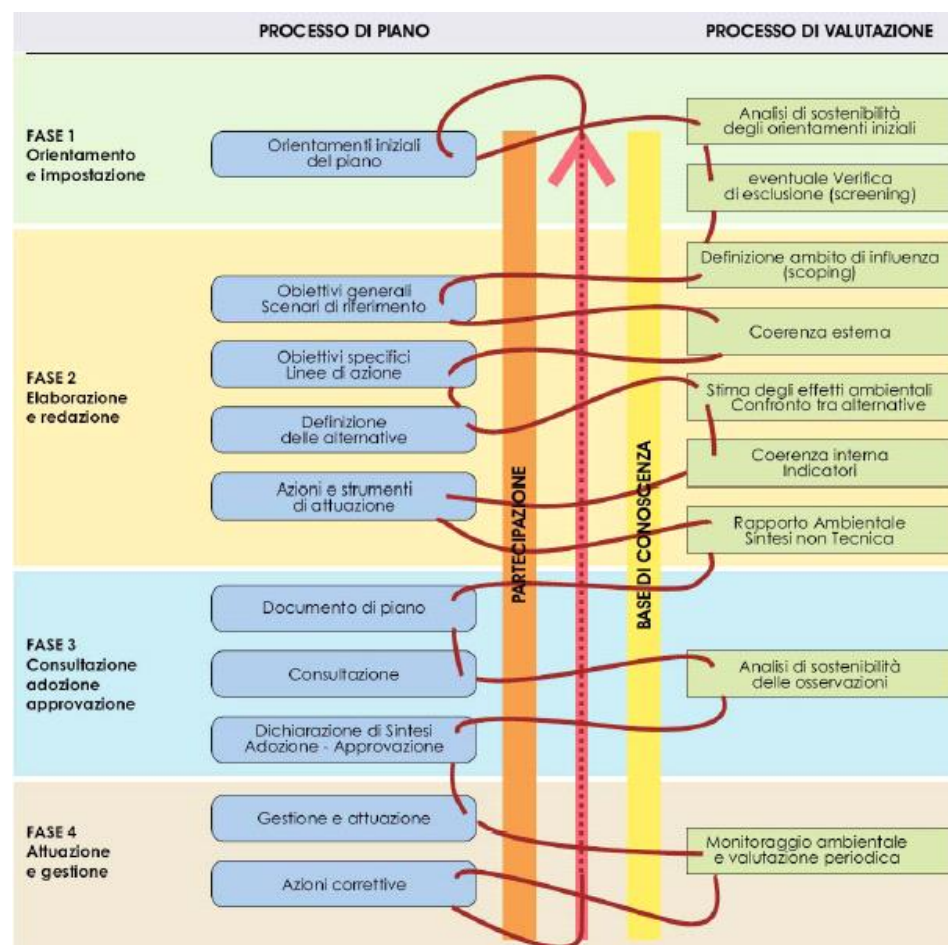 PROCESSO DI PIANO
PROCESSO DI VALUTAZIONE
FASE 1
Orientamento
e impostazione
Orientamenti iniziali
del piano
Analisi di sostenibilità
degli orientamenti iniziali
eventuale Verifica
di esclusione (screening)
FASE 2
Elaborazione
e redazione
Definizione ambito di influenza
(scoping)
Obiettivi generali
Scenari di riferimento
Coerenza esterna
Obiettivi specifici
Linee di azione
Stima degli effetti ambientali
Confronto tra alternative
Definizione
delle alternative
Coerenza interna
Indicatori
Azioni e strumenti
di attuazione
Rapporto Ambientale
Sintesi non Tecnica
PARTECIPAZIONE
BASE DI CONOSCENZA
FASE 3
Consultazione
adozione
approvazione
Documento di piano
Consultazione
Analisi di sostenibilità
delle osservazioni
Dichiarazione di Sintesi
Adozione - Approvazione
FASE 4
Attuazione
e gestione
Gestione e attuazione
Monitoraggio ambientale
e valutazione periodica
Azioni correttive